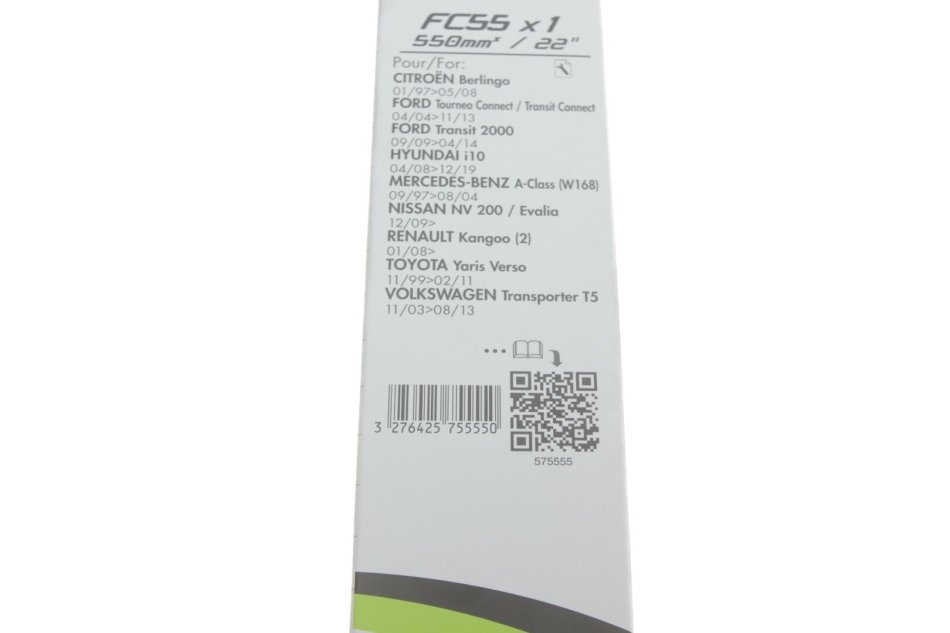 FC55 x 1
550mm / 22"
Pour/For:
CITROËN Berlingo
01/97>05/08
FORD Tourneo Connect / Transit Connect
04/04>11/13
FORD Transit 2000
09/09>04/14
HYUNDAI i10
04/08>12/19
MERCEDES-BENZ A-Class (W168)
09/97>08/04
NISSAN NV 200 / Evalia
12/09>
RENAULT Kangoo (2)
01/08>
TOYOTA Yaris Verso
11/99>02/11
VOLKSWAGEN Transporter T5
11/03>08/13
...
3 276425 755550
575555